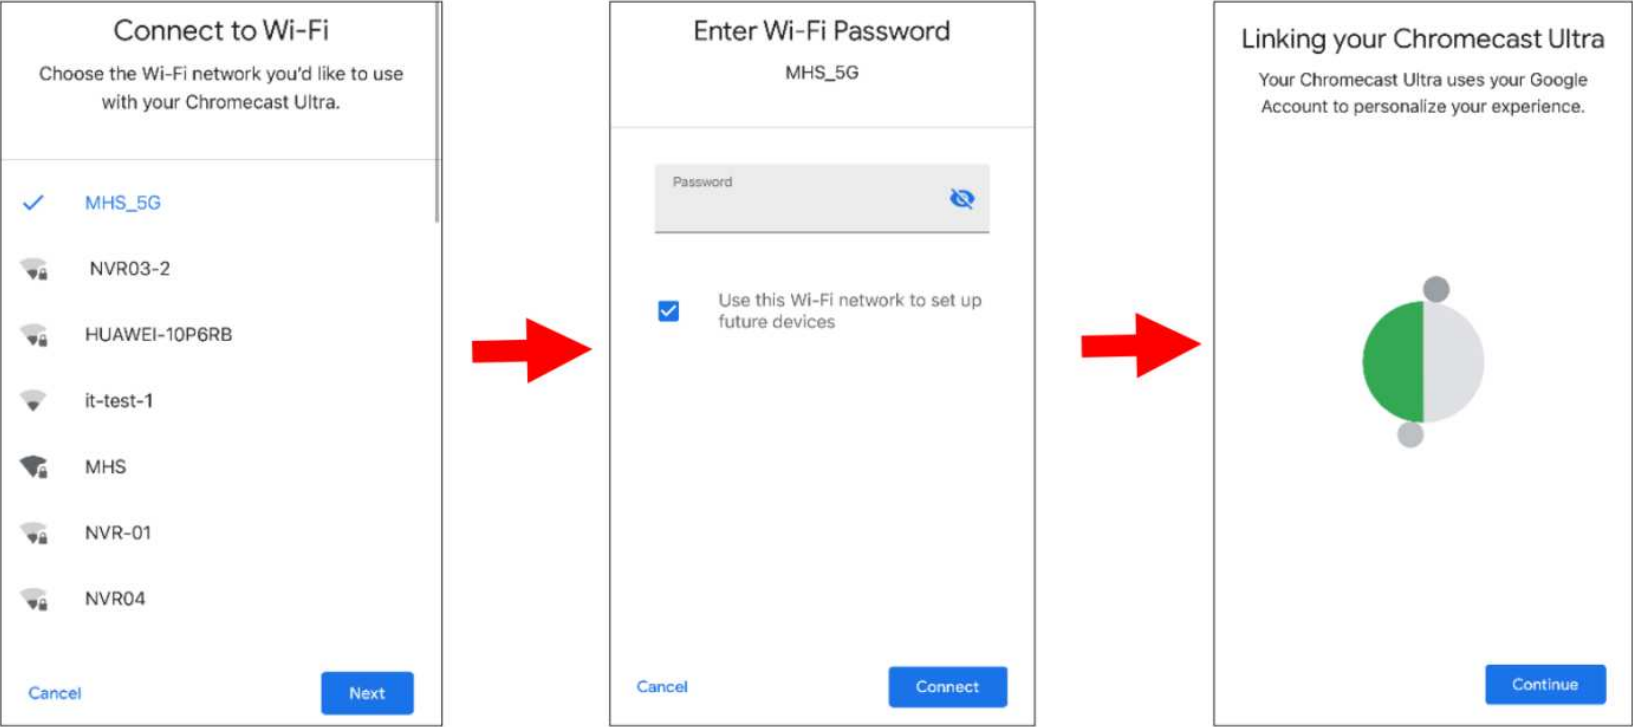 Connect to Wi-Fi
Choose the Wi-Fi network you'd like to use
with your Chromecast Ultra.
MHS_5G
NVR03-2
HUAWEI-10P6RB
it-test-1
MHS
NVR-01
NVR04
Cancel
Next
Enter Wi-Fi Password
MHS_5G
Password
Use this Wi-Fi network to set up
future devices
Cancel
Connect
Linking your Chromecast Ultra
Your Chromecast Ultra uses your Google
Account to personalize your experience.
Continue